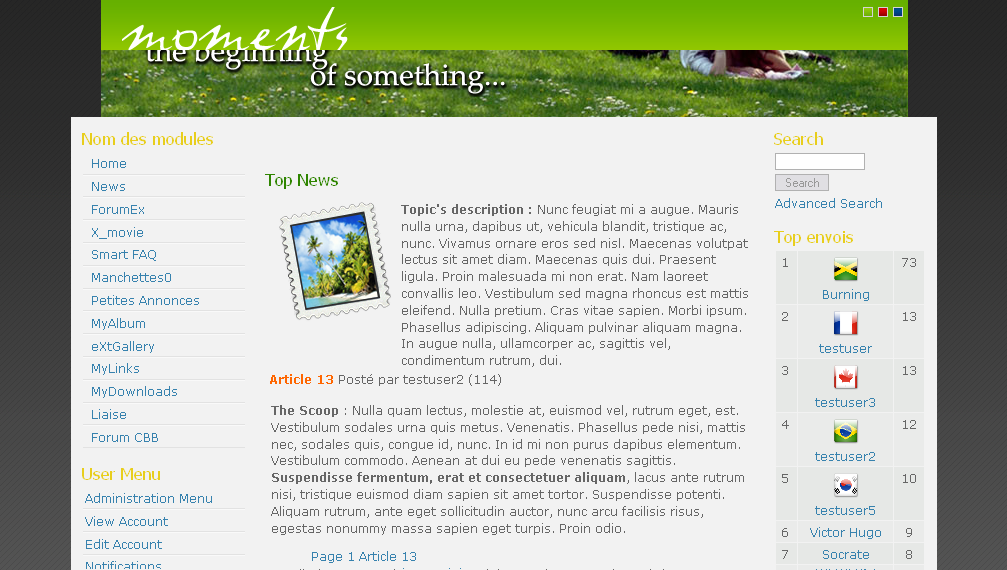 moments
the beginning
of something...
Nom des modules
Home
News
ForumEx
X_movie
Smart FAQ
Manchettes0
Petites Annonces
MyAlbum
eXtGallery
MyLinks
MyDownloads
Liaise
Forum CBB
User Menu
Administration Menu
View Account
Edit Account
Notifications
Top News
Topic's description : Nunc feugiat mi a augue. Mauris
nulla urna, dapibus ut, vehicula blandit, tristique ac,
nunc. Vivamus ornare eros sed nisl. Maecenas volutpat
lectus sit amet diam. Maecenas quis dui. Praesent
ligula. Proin malesuada mi non erat. Nam laoreet
convallis leo. Vestibulum sed magna rhoncus est mattis
eleifend. Nulla pretium. Cras vitae sapien. Morbi ipsum.
Phasellus adipiscing. Aliquam pulvinar aliquam magna.
In augue nulla, ullamcorper ac, sagittis vel,
condimentum rutrum, dui.
Article 13 Posté par testuser2 (114)
The Scoop : Nulla quam lectus, molestie at, euismod vel, rutrum eget, est.
Vestibulum sodales urna quis metus. Venenatis. Phasellus pede nisi, mattis
nec, sodales quis, congue id, nunc. In id mi non purus dapibus elementum.
Vestibulum commodo. Aenean at dui eu pede venenatis sagittis.
Suspendisse fermentum, erat et consectetuer aliquam, lacus ante rutrum
nisi, tristique euismod diam sapien sit amet tortor. Suspendisse potenti.
Aliquam rutrum, ante eget sollicitudin auctor, nunc arcu facilisis risus,
egestas nonummy massa sapien eget turpis. Proin odio.
Page 1 Article 13
Search
Search
Advanced Search
Top envois
1 Burning 73
2 testuser 13
3 testuser3 13
4 testuser2 12
5 testuser5 10
6 Victor Hugo 9
7 Socrate 8